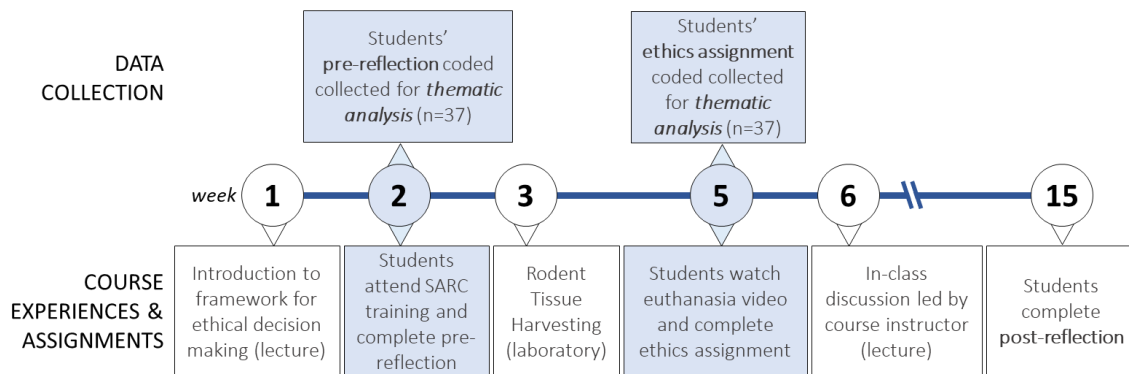 DATA
COLLECTION
Students’
pre-reflection coded
collected for thematic
analysis (n=37)
Students’
ethics assignment
coded collected
for thematic
analysis (n=37)
week
1
2
3
5
6
15
COURSE
EXPERIENCES &
ASSIGNMENTS
Introduction to
framework for
ethical decision
making (lecture)
Students
attend SARC
training and
complete pre-
reflection
Rodent
Tissue
Harvesting
(laboratory)
Students watch
euthanasia video
and complete
ethics assignment
In-class
discussion led by
course instructor
(lecture)
Students
complete
post-reflection